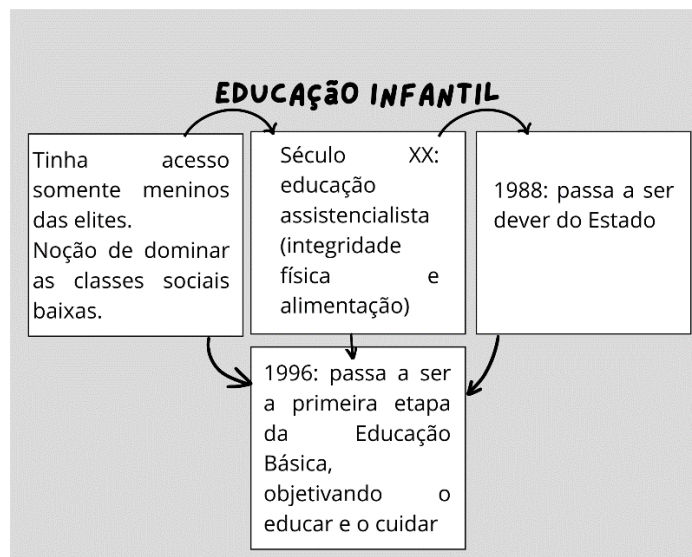 EDUCAÇÃO INFANTIL
Tinha acesso
somente meninos
das elites.
Noção de dominar
as classes sociais
baixas.
Século XX:
educação
assistencialista
(integridade
física e
alimentação)
1988: passa a ser
dever do Estado
1996: passa a ser
a primeira etapa
da Educação
Básica,
objetivando o
educar e o cuidar